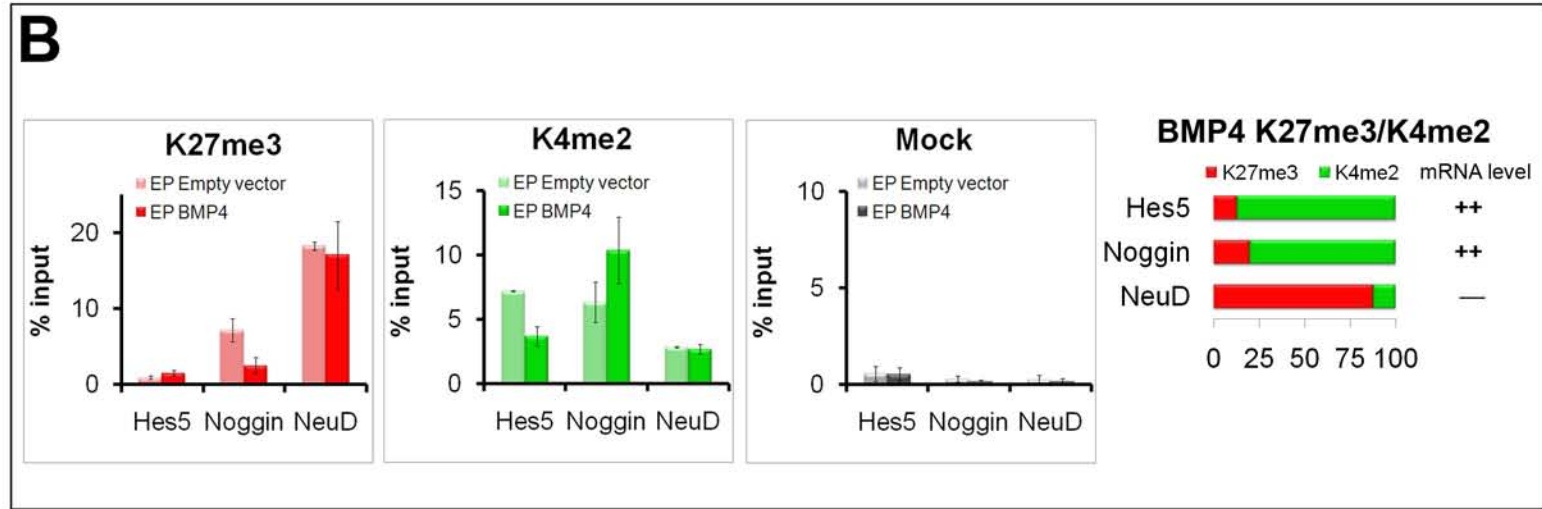 B
K27me3
EP Empty vector
EP BMP4
% input
20
10
0
Hes5 Noggin NeuD
K4me2
EP Empty vector
EP BMP4
% input
15
10
5
0
Hes5 Noggin NeuD
Mock
EP Empty vector
EP BMP4
% input
10
5
0
Hes5 Noggin NeuD
BMP4 K27me3/K4me2
K27me3 K4me2 mRNA level
Hes5 ++
Noggin ++
NeuD —
0 25 50 75 100